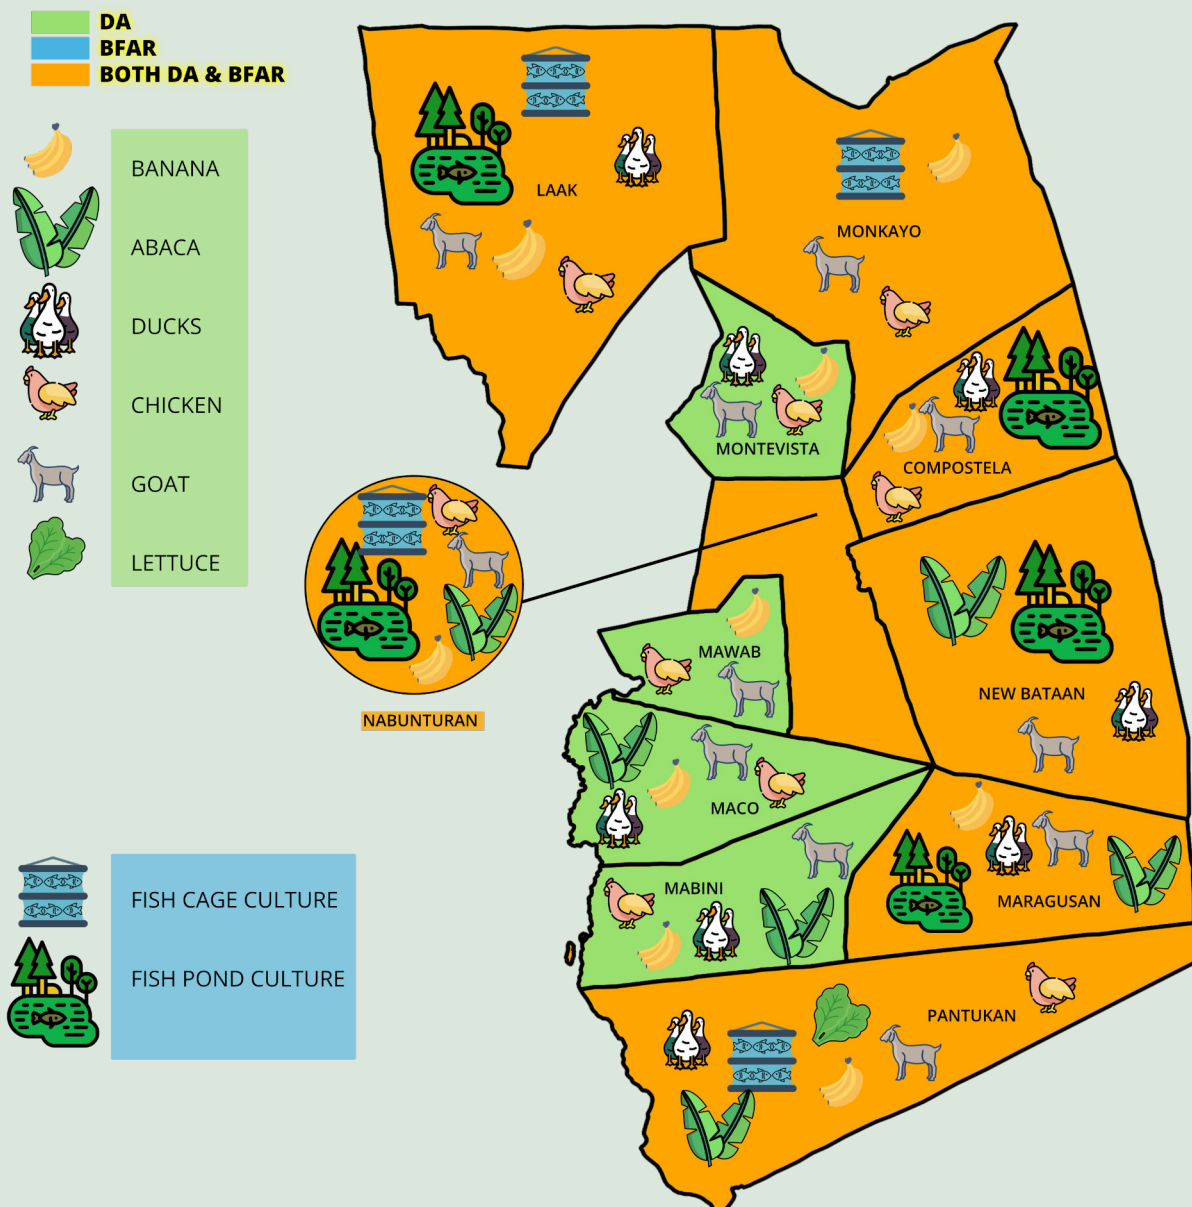 DA
BFAR
BOTH DA & BFAR
BANANA
ABACA
DUCKS
CHICKEN
GOAT
LETTUCE
LAAK
MONKAYO
MONTEVISTA
COMPOSTELA
MAWAB
NEW BATAAN
NABUNTURAN
MACO
MABINI
MARAGUSAN
PANTUKAN
FISH CAGE CULTURE
FISH POND CULTURE